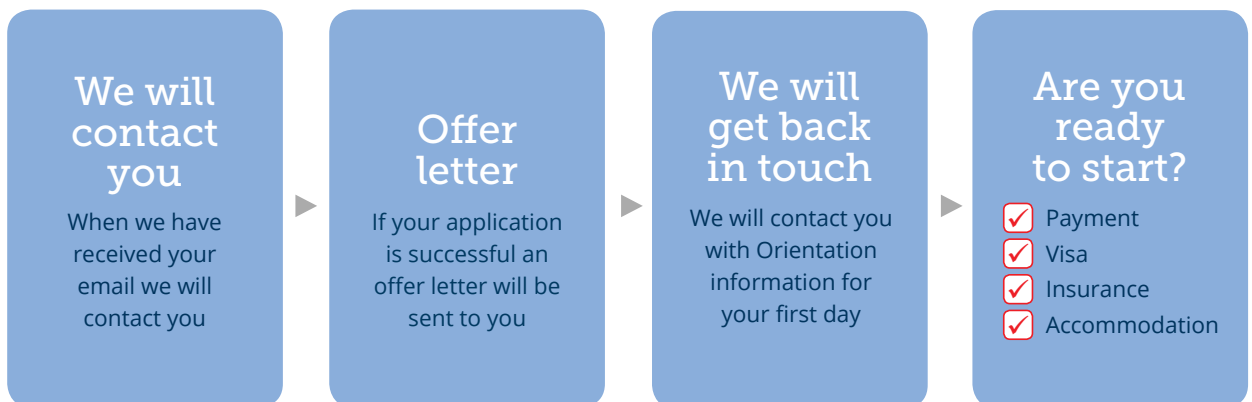 We will
contact
you
When we have
received your
email we will
contact you
Offer
letter
If your application
is successful an
offer letter will be
sent to you
We will
get back
in touch
We will contact you
with Orientation
information for
your first day
Are you
ready
to start?
Payment
Visa
Insurance
Accommodation